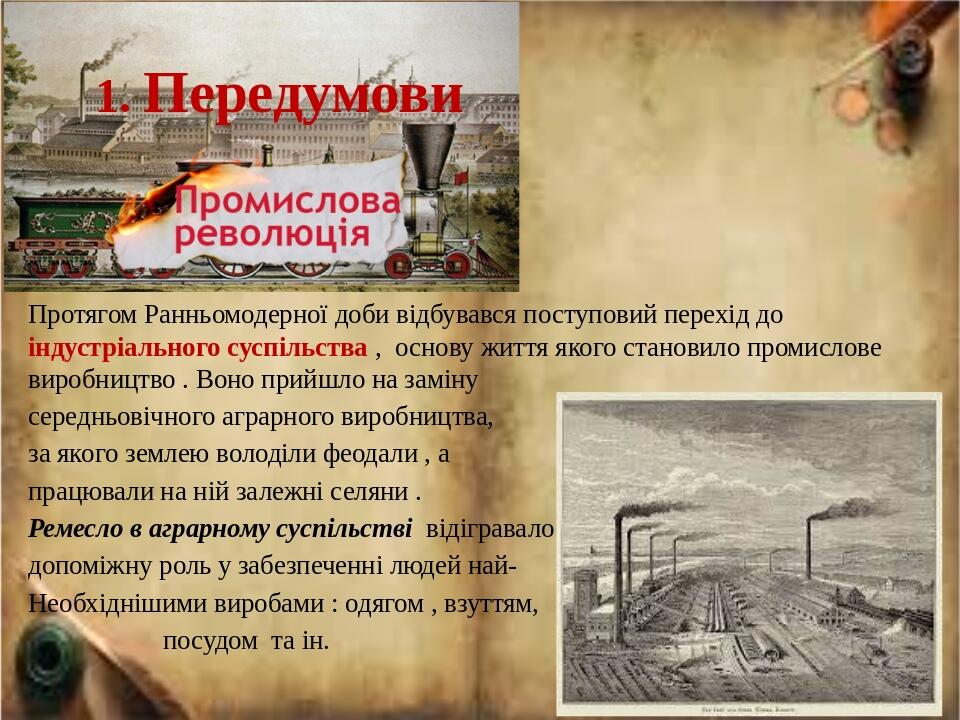 1. Передумови
Промислова
революція
Протягом Ранньомодерної доби відбувався поступовий перехід до
індустріального суспільства , основу життя якого становило промислове
виробництво . Воно прийшло на заміну
середньовічного аграрного виробництва,
за якого землею володіли феодали , а
працювали на ній залежні селяни .
Ремесло в аграрному суспільстві відігравало
допоміжну роль у забезпеченні людей най-
Необхіднішими виробами : одягом , взуттям,
посудом та ін.